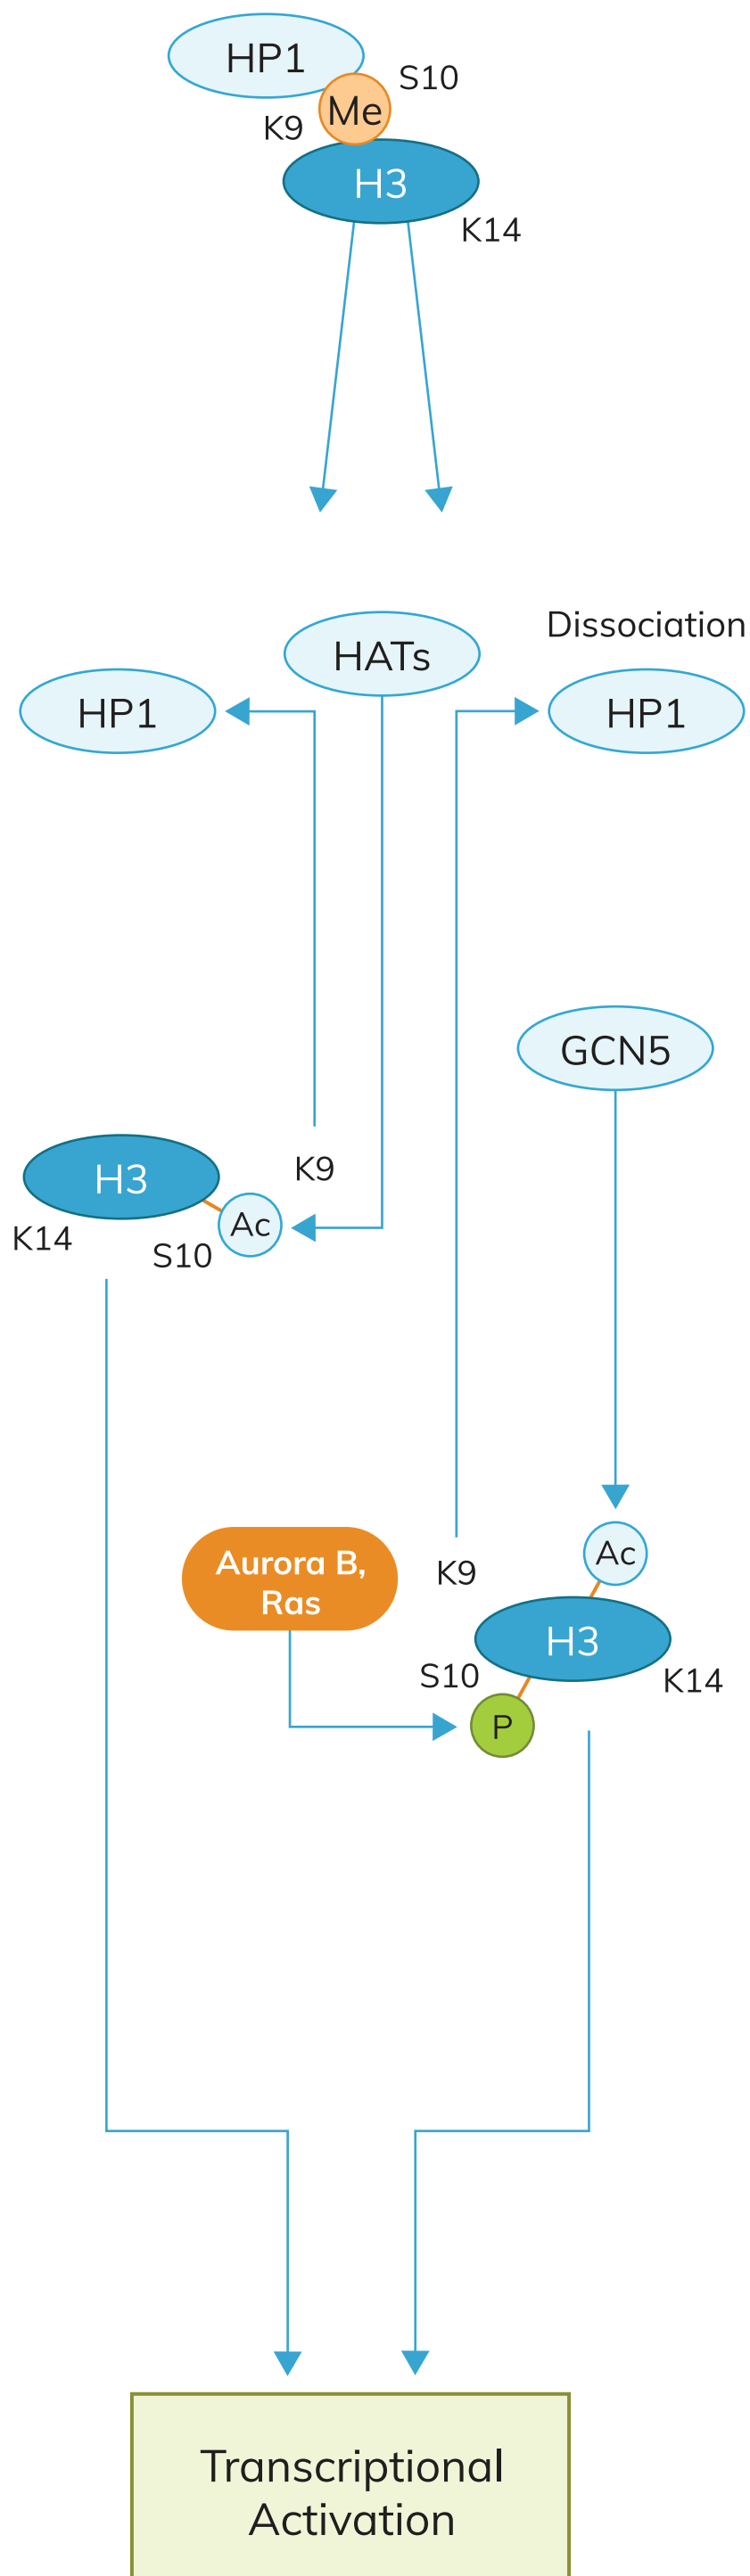 HP1
S10
Me
K9
H3
K14
Dissociation
HATs
HP1
HP1
GCN5
H3
K9
Ac
K14
S10
Ac
Aurora B,
Ras
K9
H3
S10
K14
P
Transcriptional
Activation